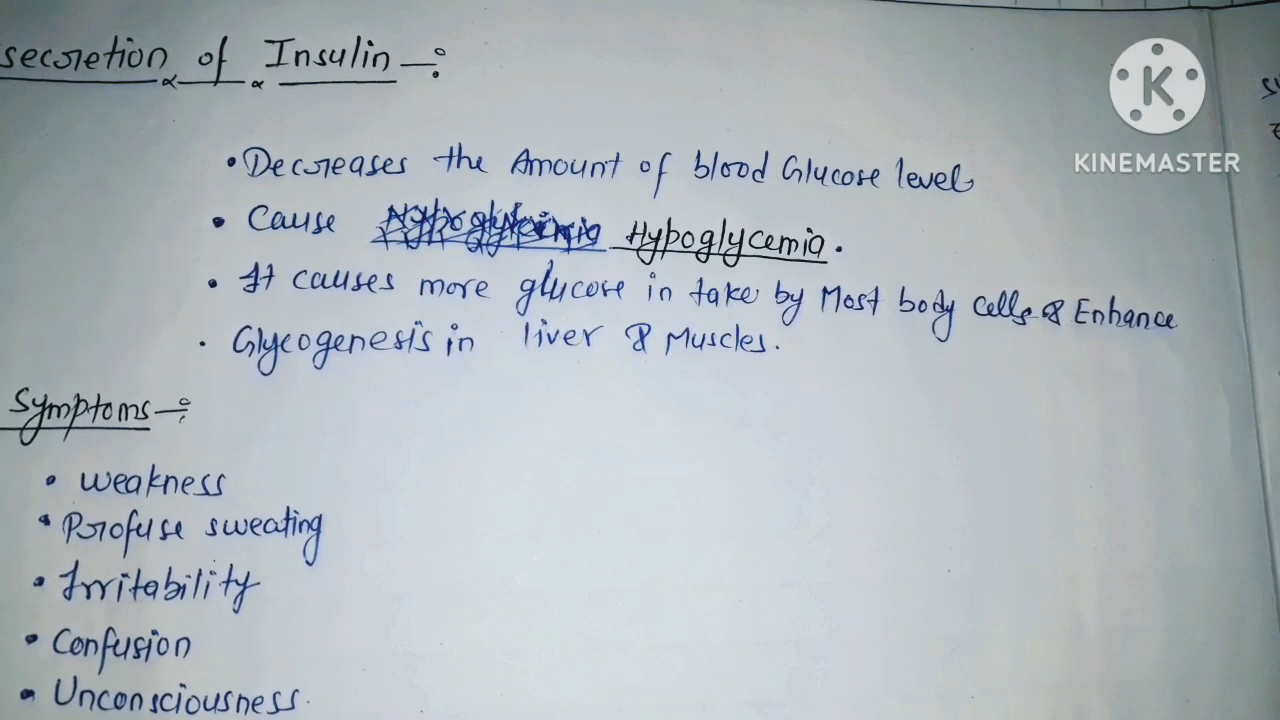 secretion of Insulin :
• Decreases the Amount of blood Glucose level
• Cause Hypoglycemia.
• It causes more glucose in take by Most body Cells & Enhance
• Glycogenesis in liver & Muscles.
Symptoms :
• Weakness
• Profuse sweating
• Irritability
• Confusion
• Unconsciousness.
K
KINEMASTER